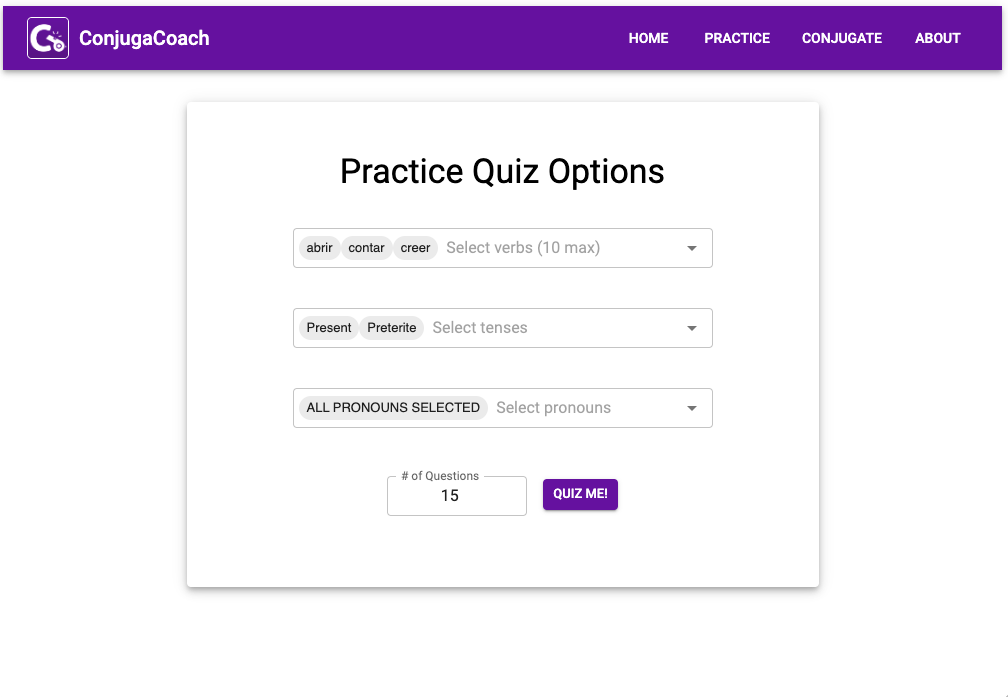 ConjugaCoach HOME PRACTICE CONJUGATE ABOUT
Practice Quiz Options
abrir contar creer Select verbs (10 max)
Present Preterite Select tenses
ALL PRONOUNS SELECTED Select pronouns
# of Questions
15 QUIZ ME!